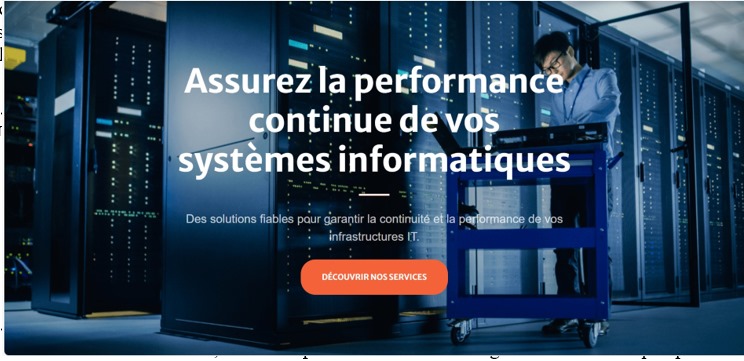 Assurez la performance
continue de vos
systèmes informatiques
Des solutions fiables pour garantir la continuité et la performance de vos
infrastructures IT.
DÉCOUVRIR NOS SERVICES